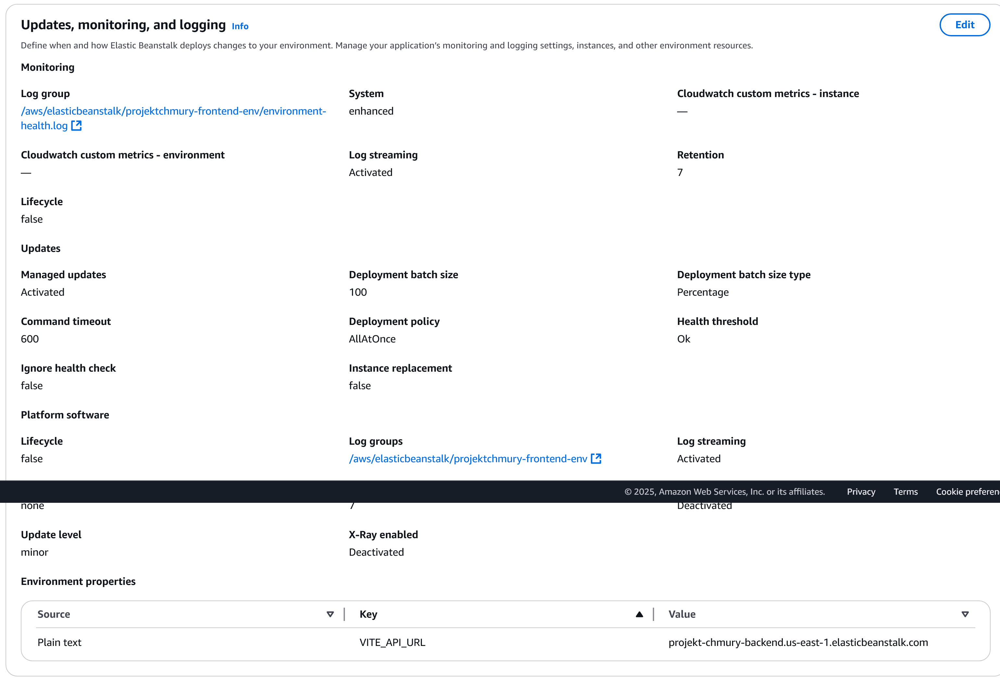 Updates, monitoring, and logging Info
Edit
Define when and how Elastic Beanstalk deploys changes to your environment. Manage your application's monitoring and logging settings, instances, and other environment resources.
Monitoring
Log group
/aws/elasticbeanstalk/projektchmury-frontend-env/environment-
health.log
System
enhanced
Cloudwatch custom metrics - instance
—
Cloudwatch custom metrics - environment
—
Log streaming
Activated
Retention
7
Lifecycle
false
Updates
Managed updates
Activated
Deployment batch size
100
Deployment batch size type
Percentage
Command timeout
600
Deployment policy
AllAtOnce
Health threshold
Ok
Ignore health check
false
Instance replacement
false
Platform software
Lifecycle
false
Log groups
/aws/elasticbeanstalk/projektchmury-frontend-env
Log streaming
Activated
© 2025, Amazon Web Services, Inc. or its affiliates. Privacy Terms Cookie preferen
none
7
Deactivated
Update level
minor
X-Ray enabled
Deactivated
Environment properties
Source Key Value
Plain text VITE_API_URL projekt-chmury-backend.us-east-1.elasticbeanstalk.com